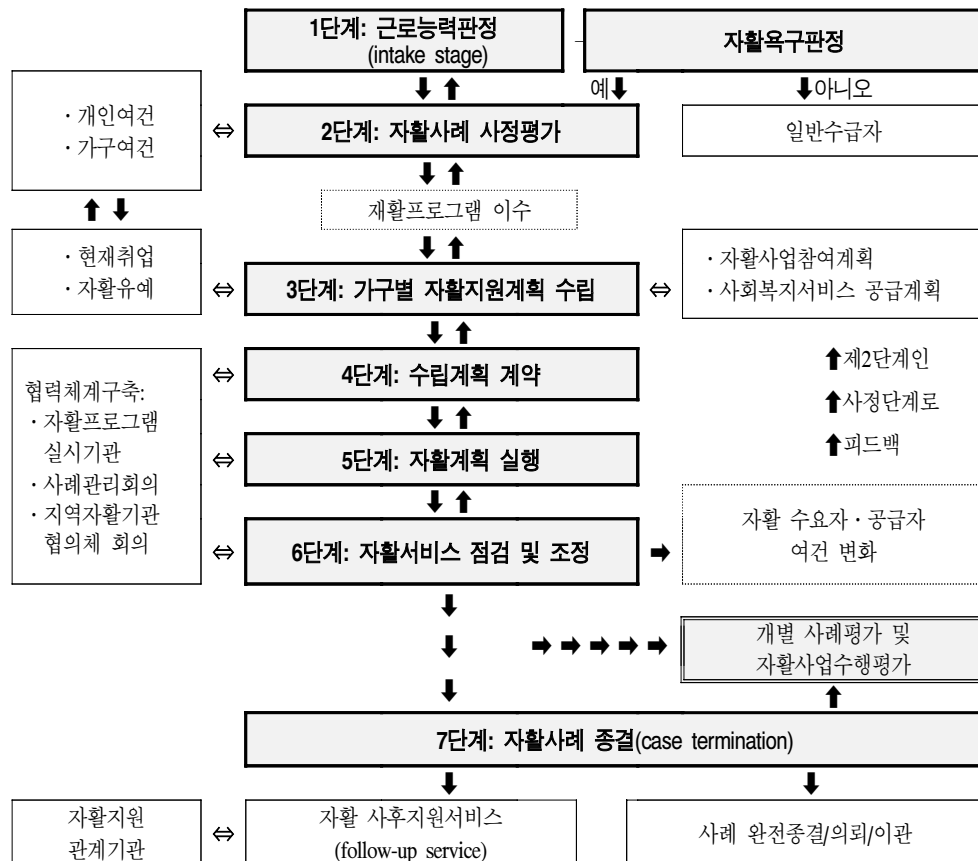 1단계: 근로능력판정
(intake stage)
자활욕구판정
예
아니오
· 개인여건
· 가구여건
2단계: 자활사례 사정평가
일반수급자
재활프로그램 이수
· 현재취업
· 자활유예
3단계: 가구별 자활지원계획 수립
· 자활사업참여계획
· 사회복지서비스 공급계획
협력체계구축:
· 자활프로그램
실시기관
· 사례관리회의
· 지역자활기관
협의체 회의
4단계: 수립계획 계약
제2단계인
사정단계로
피드백
5단계: 자활계획 실행
6단계: 자활서비스 점검 및 조정
자활 수요자 · 공급자
여건 변화
개별 사례평가 및
자활사업수행평가
7단계: 자활사례 종결(case termination)
자활지원
관계기관
자활 사후지원서비스
(follow-up service)
사례 완전종결/의뢰/이관